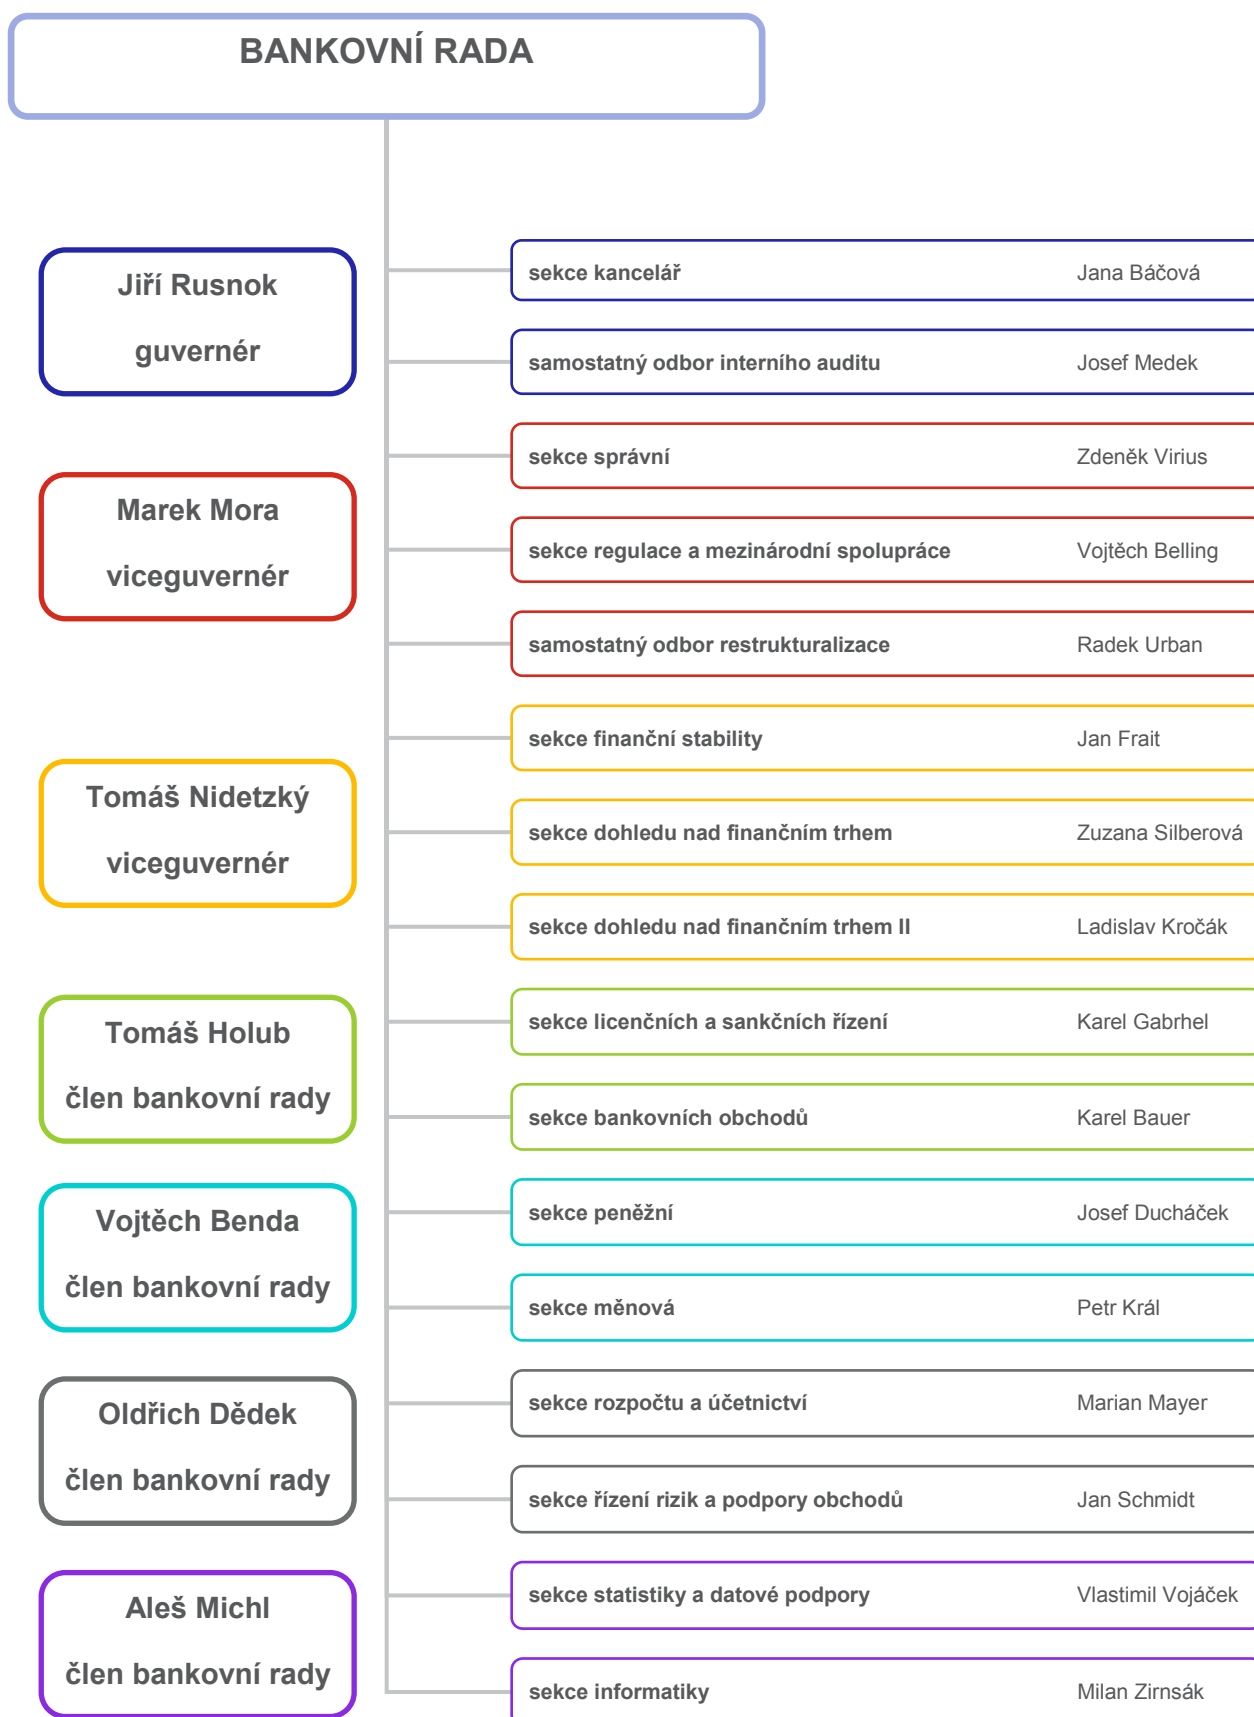 BANKOVNÍ RADA
Jiří Rusnok
guvernér
sekce kancelář Jana Báčová
samostatný odbor interního auditu Josef Medek
Marek Mora
viceguvernér
sekce správní Zdeněk Virius
sekce regulace a mezinárodní spolupráce Vojtěch Belling
samostatný odbor restrukturalizace Radek Urban
Tomáš Nidetzký
viceguvernér
sekce finanční stability Jan Frait
sekce dohledu nad finančním trhem Zuzana Silberová
sekce dohledu nad finančním trhem II Ladislav Kročák
Tomáš Holub
člen bankovní rady
sekce licenčních a sankčních řízení Karel Gabrhel
sekce bankovních obchodů Karel Bauer
Vojtěch Benda
člen bankovní rady
sekce peněžní Josef Ducháček
sekce měnová Petr Král
Oldřich Dědek
člen bankovní rady
sekce rozpočtu a účetnictví Marian Mayer
sekce řízení rizik a podpory obchodů Jan Schmidt
Aleš Michl
člen bankovní rady
sekce statistiky a datové podpory Vlastimil Vojáček
sekce informatiky Milan Zirnsák